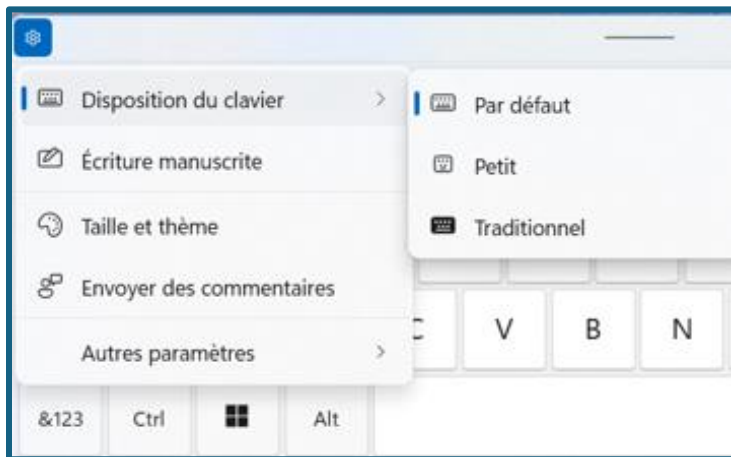 Disposition du clavier
Écriture manuscrite
Taille et thème
Envoyer des commentaires
Autres paramètres
Par défaut
Petit
Traditionnel
C V B N
&123 Ctrl Alt